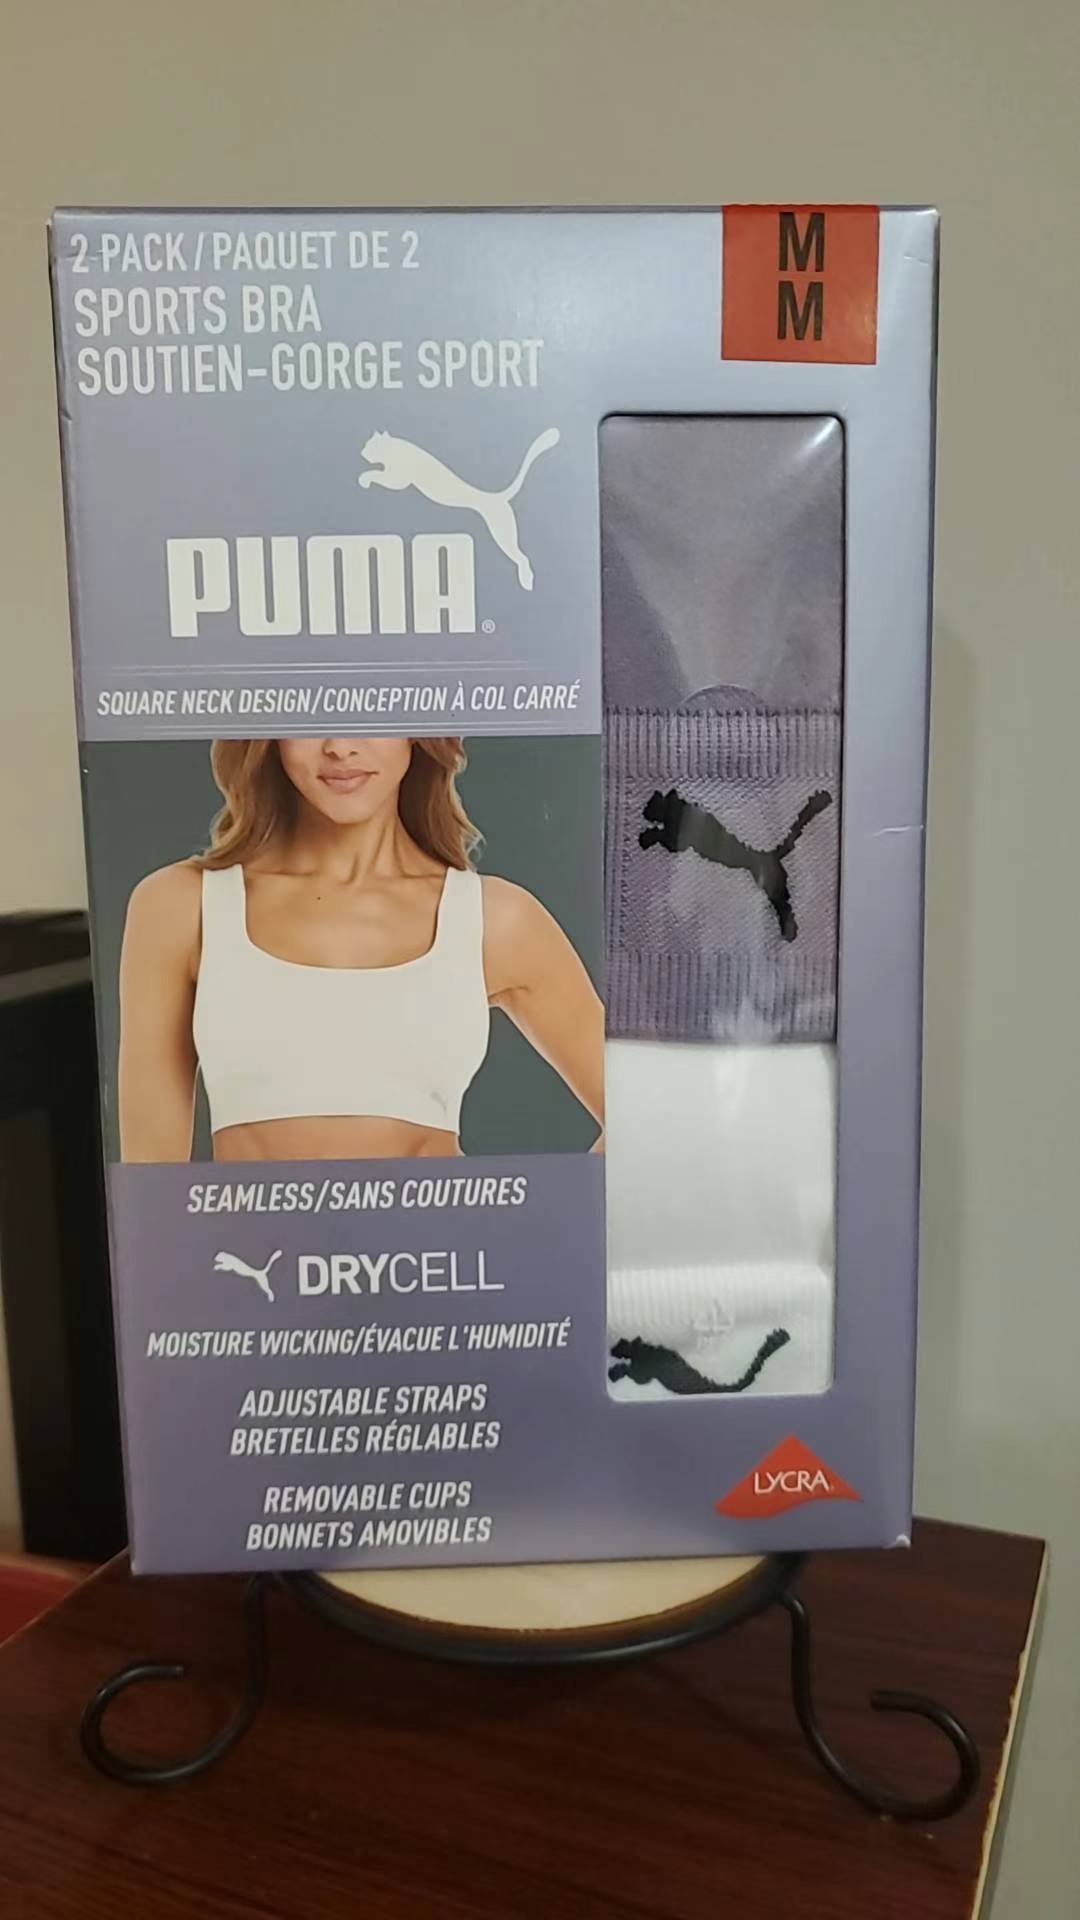 2 PACK/PAQUET DE 2
SPORTS BRA
SOUTIEN-GORGE SPORT
M
M
PUMA®
SQUARE NECK DESIGN/CONCEPTION À COL CARRÉ
SEAMLESS/SANS COUTURES
DRYCELL
MOISTURE WICKING/ÉVACUE L'HUMIDITÉ
ADJUSTABLE STRAPS
BRETELLES RÉGLABLES
REMOVABLE CUPS
BONNETS AMOVIBLES
LYCRA